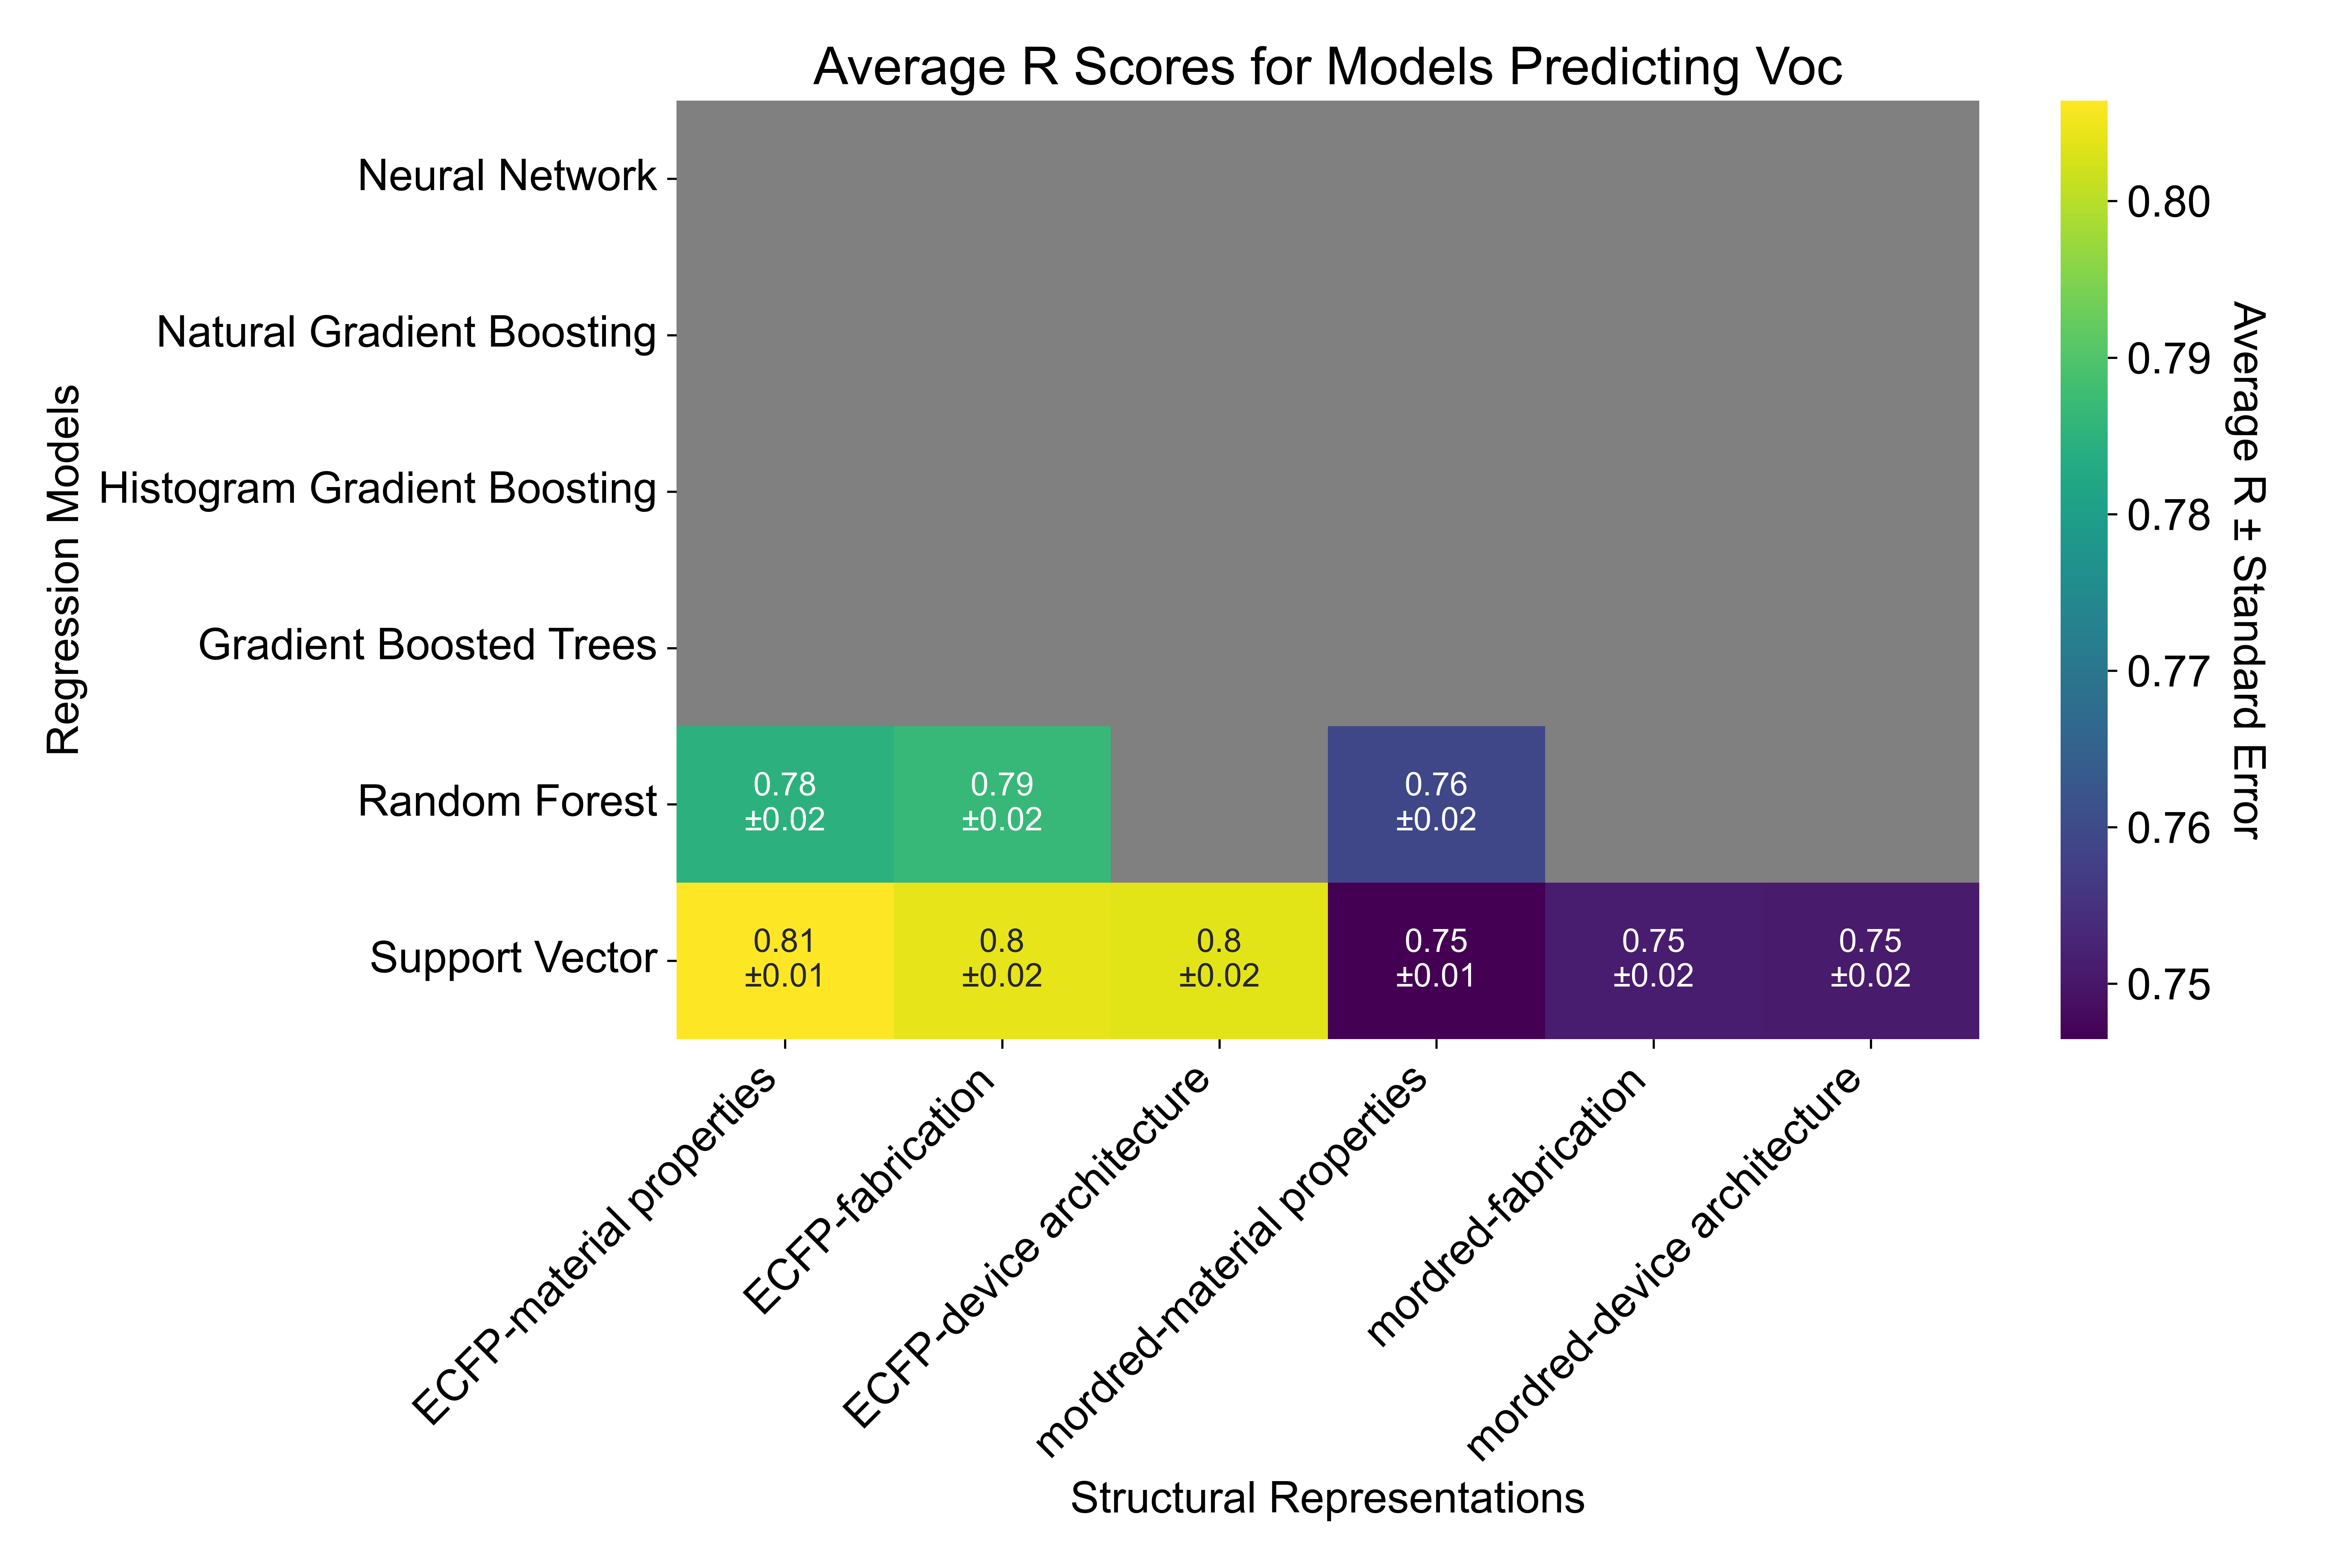 Average R Scores for Models Predicting Voc
Regression Models
Neural Network
Natural Gradient Boosting
Histogram Gradient Boosting
Gradient Boosted Trees
Random Forest
Support Vector
0.78
±0.02
0.79
±0.02
0.76
±0.02
0.81
±0.01
0.8
±0.02
0.8
±0.02
0.75
±0.01
0.75
±0.02
0.75
±0.02
ECFP-material properties
ECFP-fabrication
ECFP-device architecture
mordred-material properties
mordred-fabrication
mordred-device architecture
Structural Representations
0.80
0.79
0.78
0.77
0.76
0.75
Average R ± Standard Error